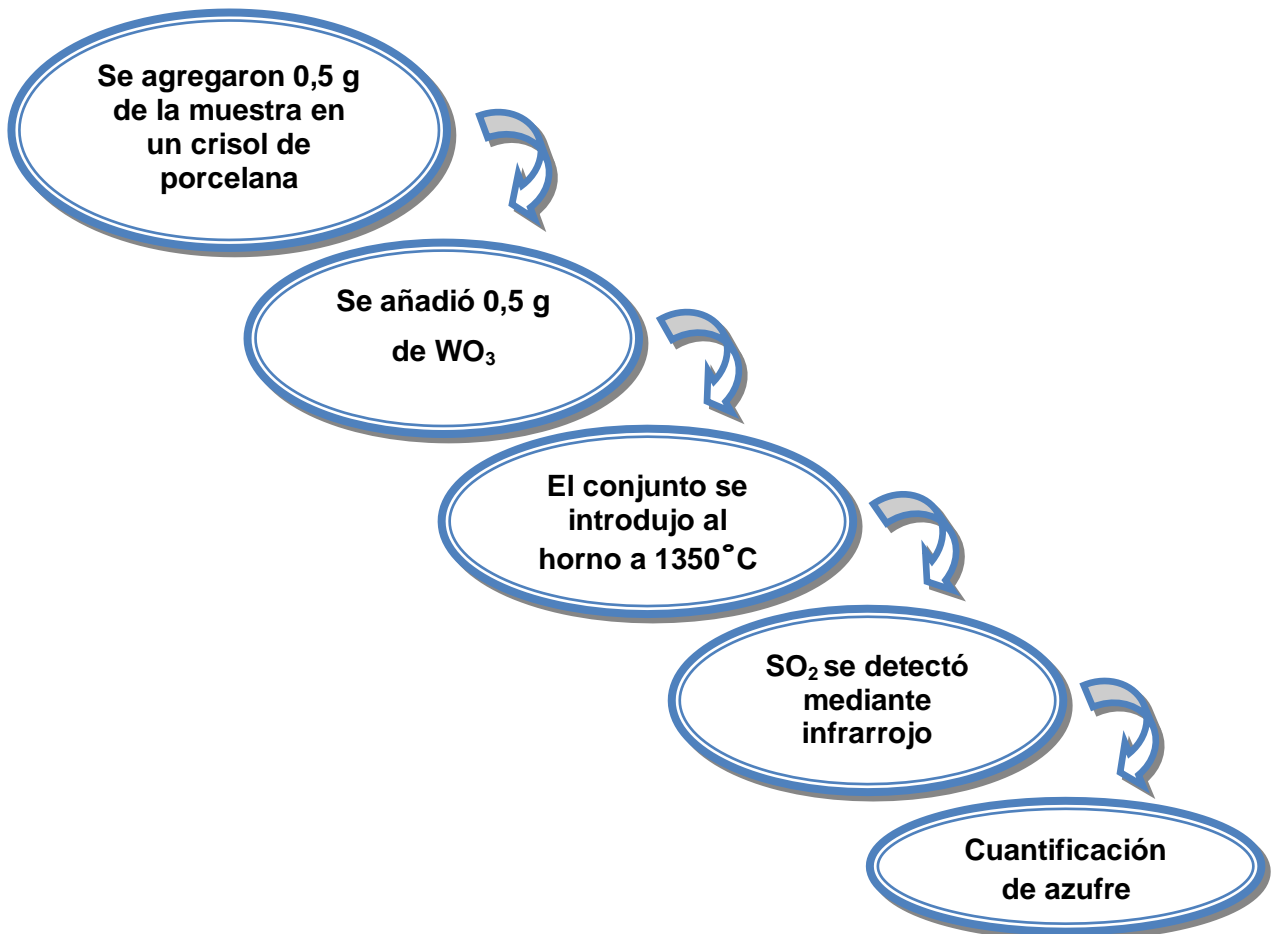 Se agregaron 0,5 g
de la muestra en
un crisol de
porcelana
Se añadió 0,5 g
de WO₃
El conjunto se
introdujo al
horno a 1350°C
SO₂ se detectó
mediante
infrarrojo
Cuantificación
de azufre